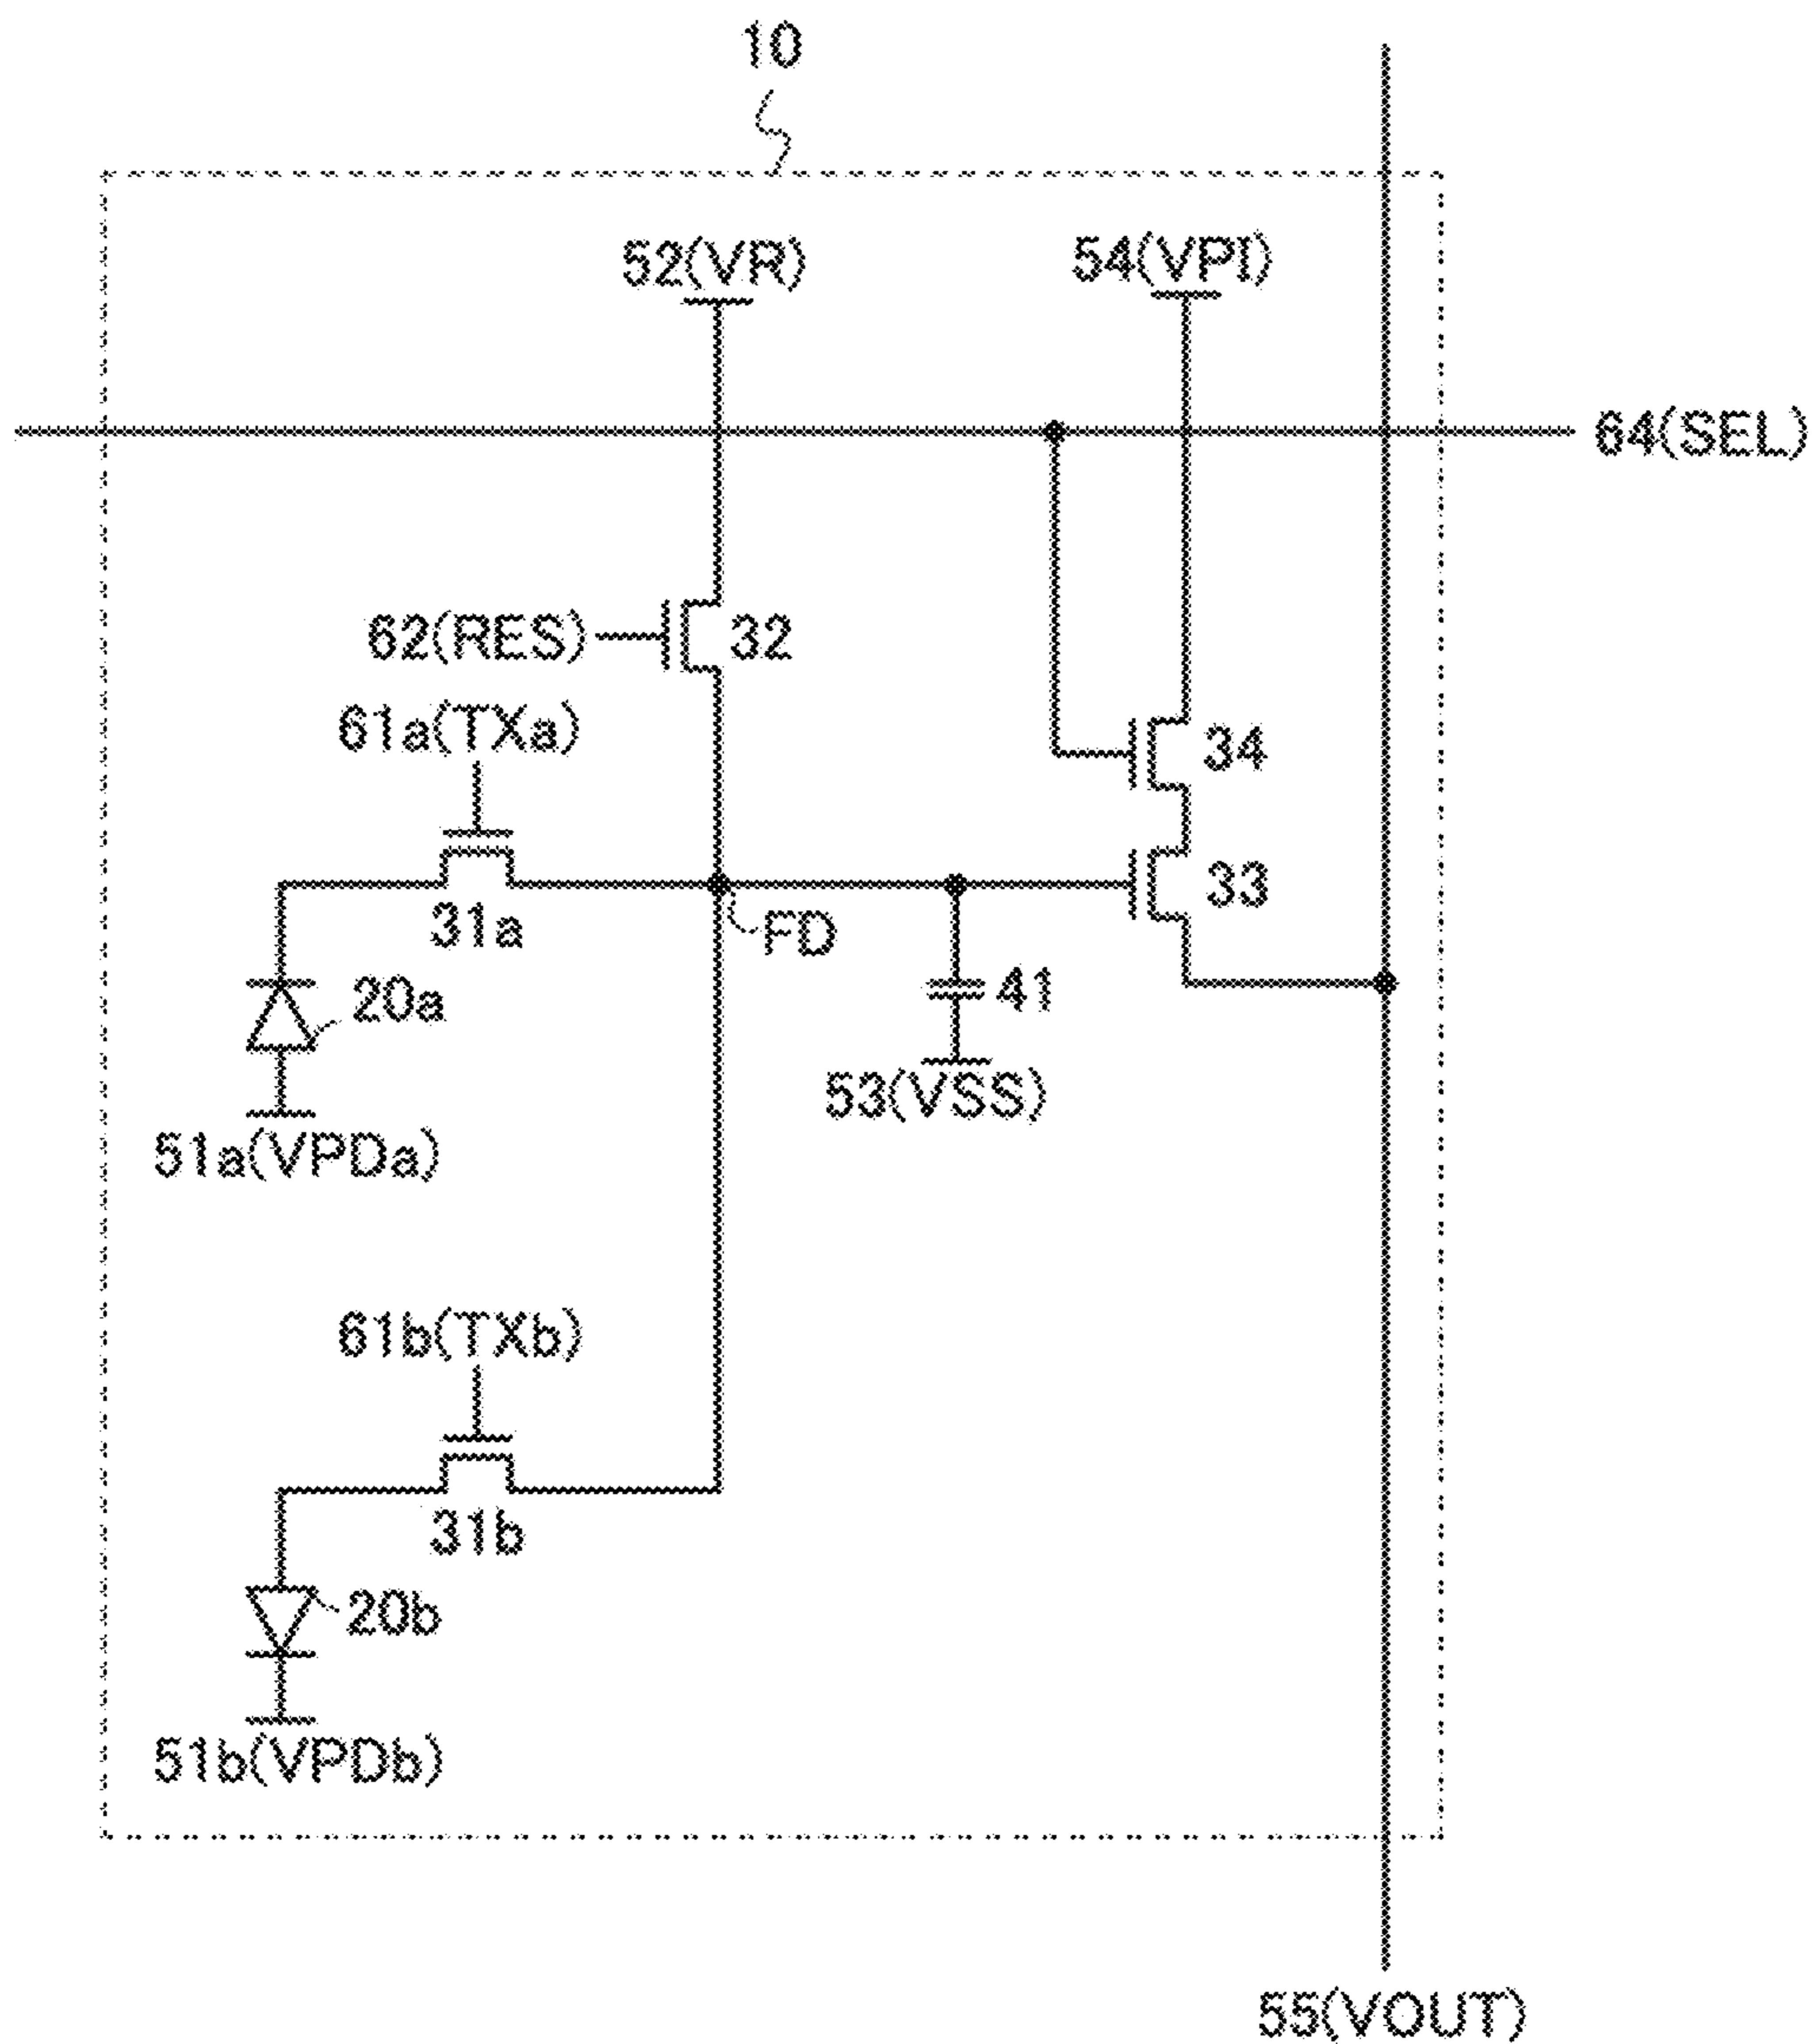 10
52(VR)
54(VPI)
64(SEL)
62(RES)
32
61a(TXa)
34
33
31a
FD
20a
41
53(VSS)
51a(VPDa)
61b(TXb)
31b
20b
51b(VPDb)
55(VOUT)